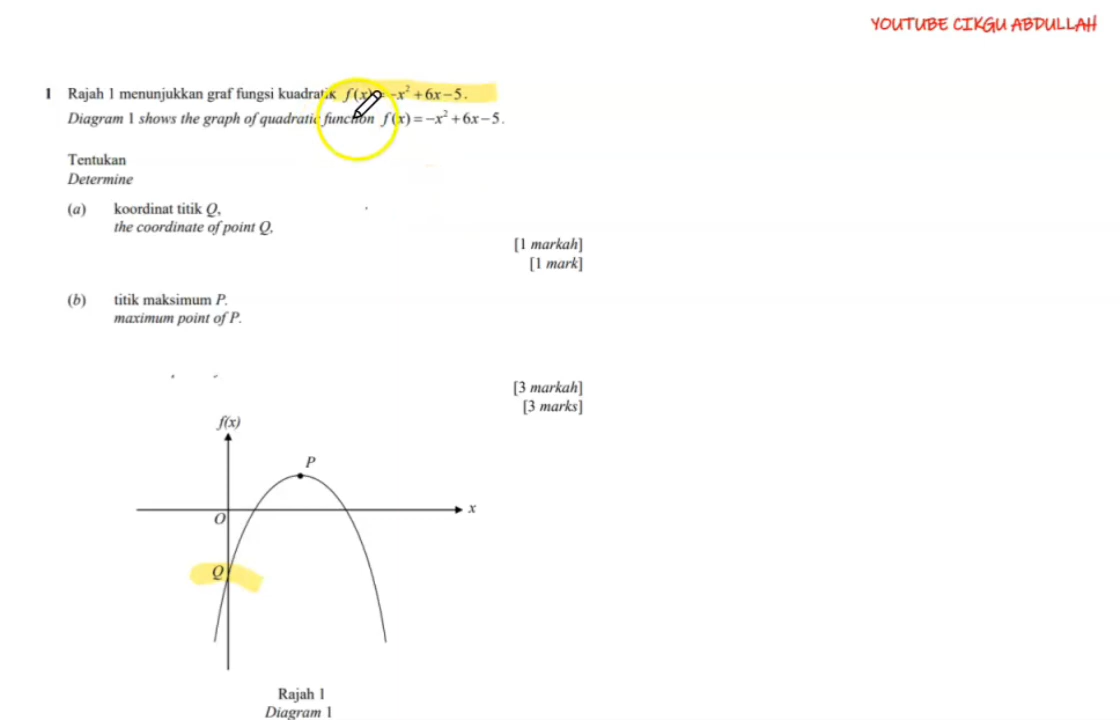 YOUTUBE CIKGU ABDULLAH
1 Rajah 1 menunjukkan graf fungsi kuadratik f(x) = -x² + 6x – 5.
Diagram 1 shows the graph of quadratic function f(x) = –x² + 6x – 5.
Tentukan
Determine
(a) koordinat titik Q,
the coordinate of point Q,
[1 markah]
[1 mark]
(b) titik maksimum P.
maximum point of P.
[3 markah]
[3 marks]
f(x)
P
x
O
Q
Rajah 1
Diagram 1